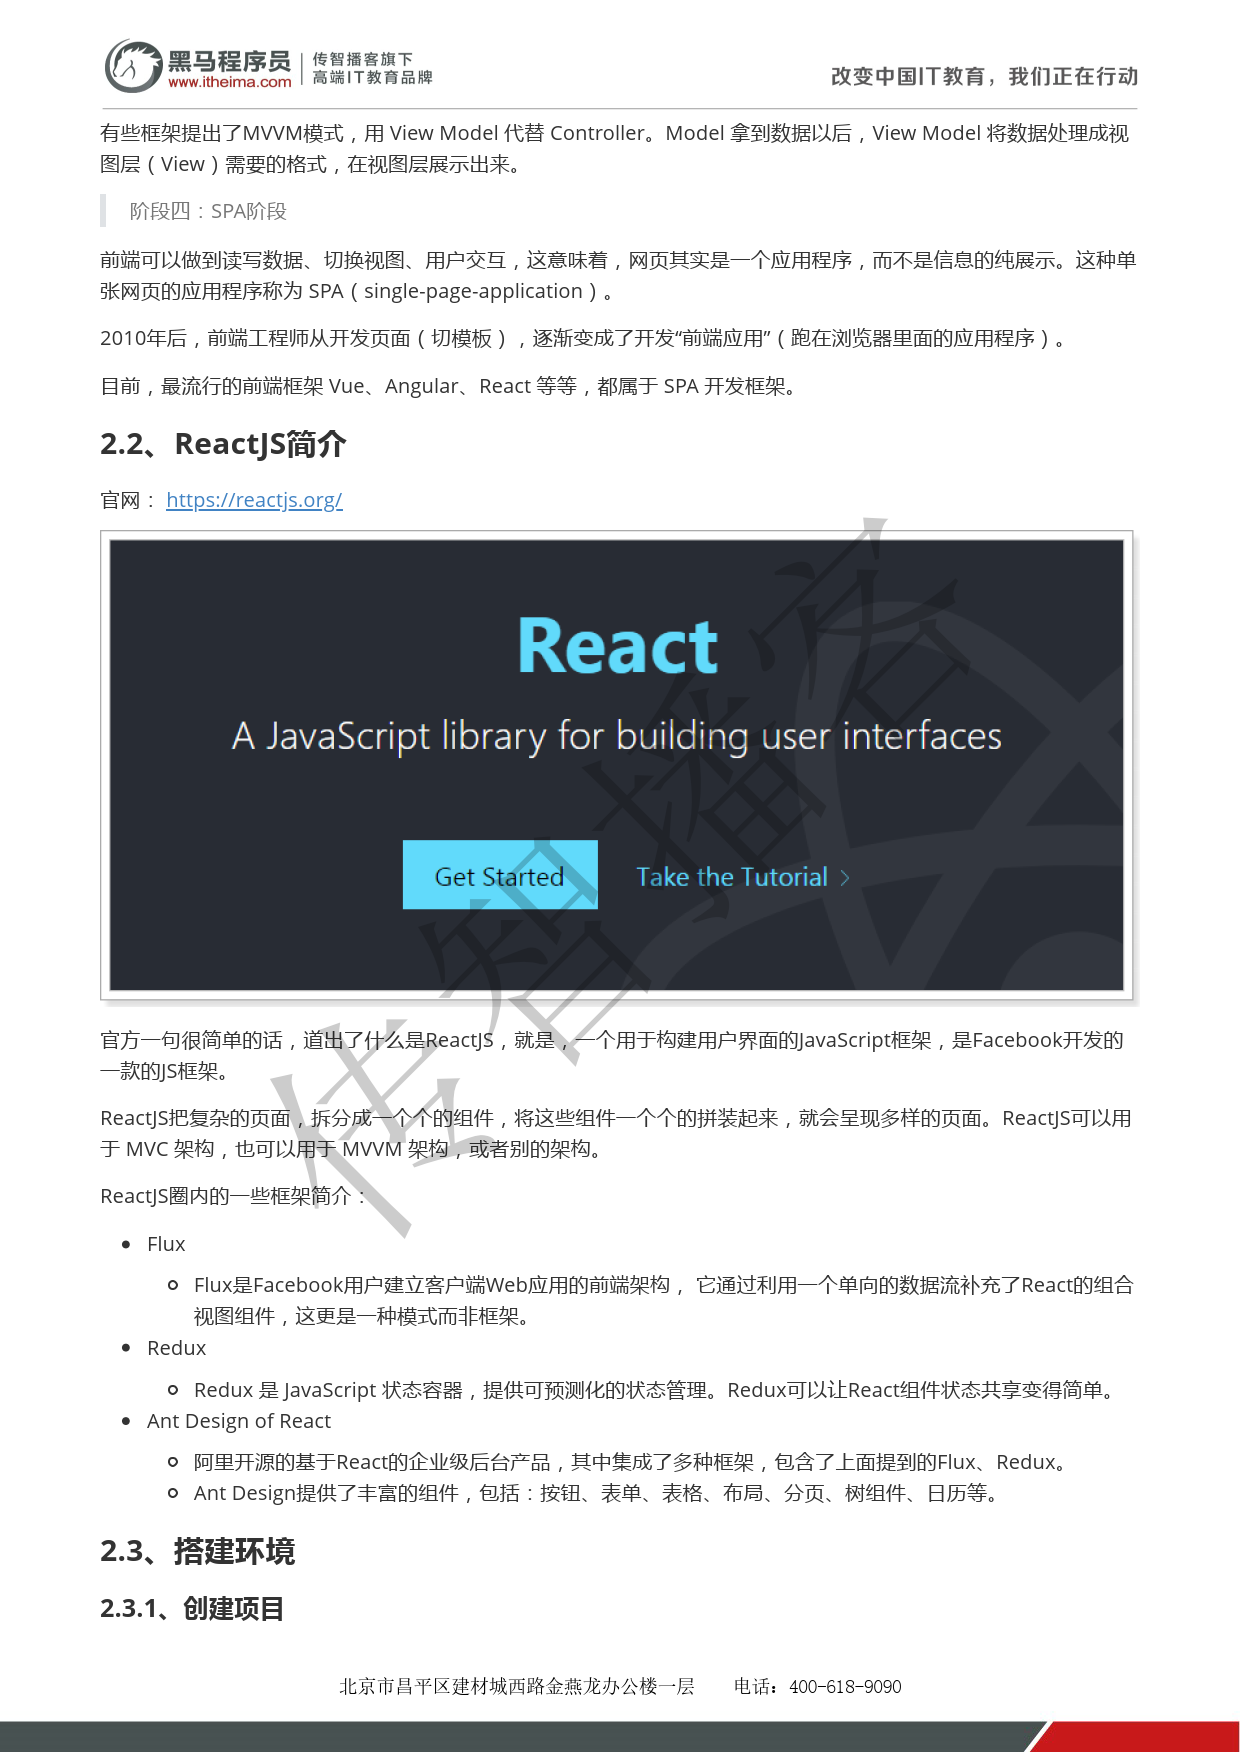 黑马程序员
www.itheima.com
传智播客旗下
高端IT教育品牌
改变中国IT教育，我们正在行动
有些框架提出了MVVM模式，用 View Model 代替 Controller。Model 拿到数据以后，View Model 将数据处理成视
图层（View）需要的格式，在视图层展示出来。
阶段四：SPA阶段
前端可以做到读写数据、切换视图、用户交互，这意味着，网页其实是一个应用程序，而不是信息的纯展示。这种单
张网页的应用程序称为 SPA（single-page-application）。
2010年后，前端工程师从开发页面（切模板），逐渐变成了开发“前端应用”（跑在浏览器里面的应用程序）。
目前，最流行的前端框架 Vue、Angular、React 等等，都属于 SPA 开发框架。
2.2、ReactJS简介
官网： https://reactjs.org/
React
A JavaScript library for building user interfaces
Get Started
Take the Tutorial >
传智播客
官方一句很简单的话，道出了什么是ReactJS，就是，一个用于构建用户界面的JavaScript框架，是Facebook开发的
一款的JS框架。
ReactJS把复杂的页面，拆分成一个个的组件，将这些组件一个个的拼装起来，就会呈现多样的页面。ReactJS可以用
于 MVC 架构，也可以用于 MVVM 架构，或者别的架构。
ReactJS圈内的一些框架简介：
Flux
Flux是Facebook用户建立客户端Web应用的前端架构， 它通过利用一个单向的数据流补充了React的组合
视图组件，这更是一种模式而非框架。
Redux
Redux 是 JavaScript 状态容器，提供可预测化的状态管理。Redux可以让React组件状态共享变得简单。
Ant Design of React
阿里开源的基于React的企业级后台产品，其中集成了多种框架，包含了上面提到的Flux、Redux。
Ant Design提供了丰富的组件，包括：按钮、表单、表格、布局、分页、树组件、日历等。
2.3、搭建环境
2.3.1、创建项目
北京市昌平区建材城西路金燕龙办公楼一层 电话：400-618-9090